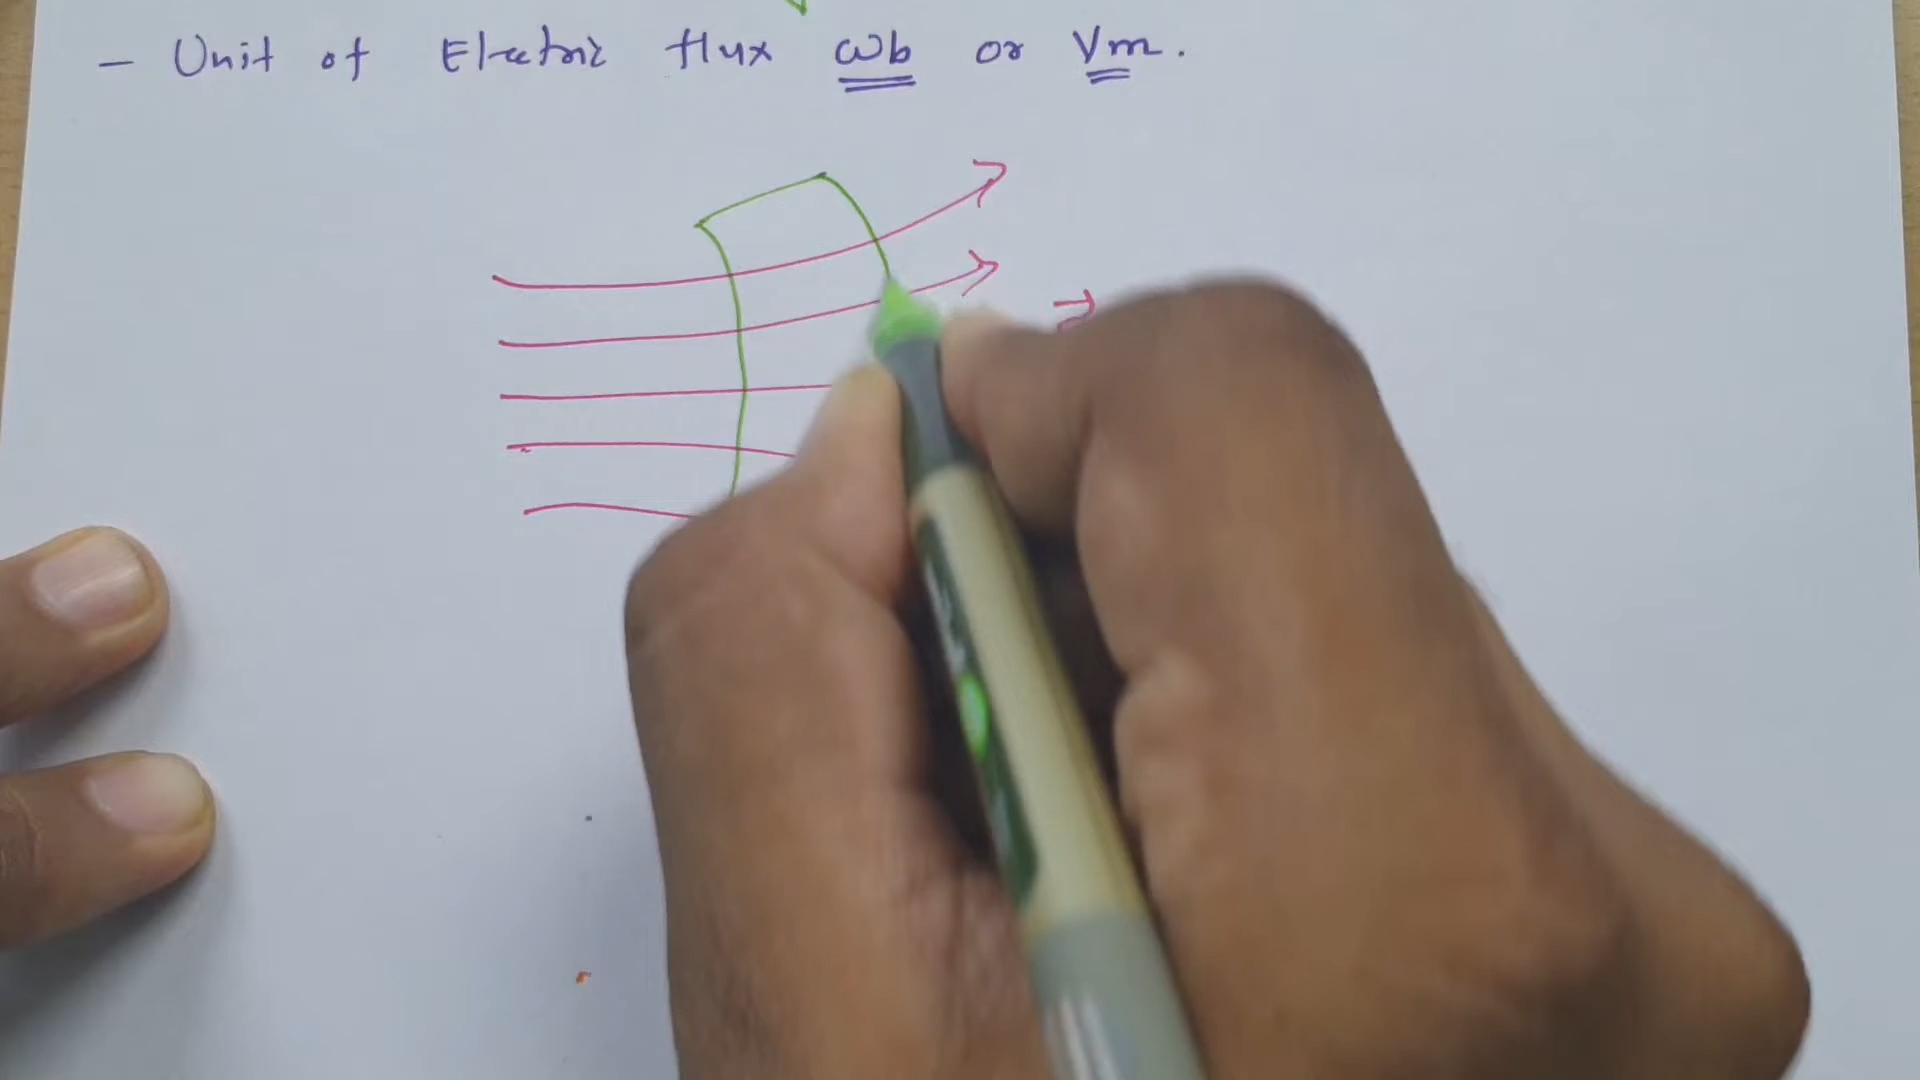 - Unit of Electric flux wb or Vm.